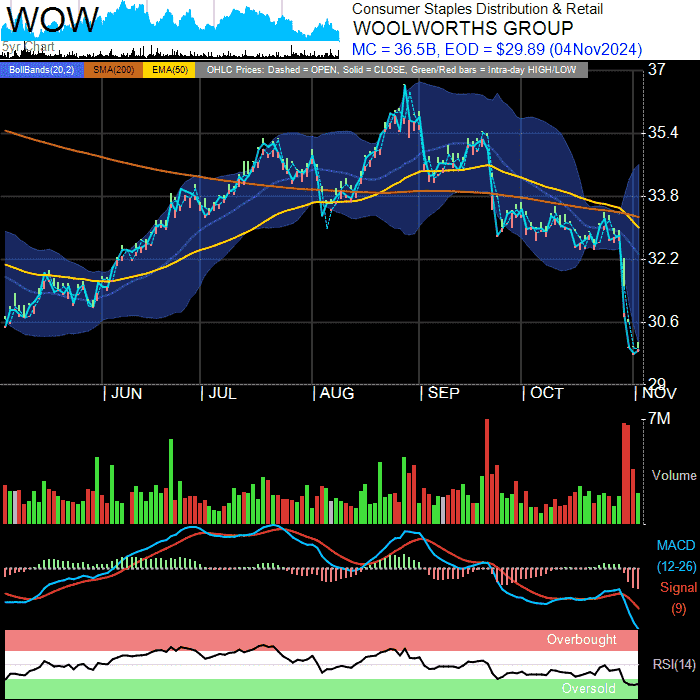 WOW
5yr Chart
Consumer Staples Distribution & Retail
WOOLWORTHS GROUP
MC = 36.5B, EOD = $29.89 (04Nov2024)
BollBands(20,2) SMA(200) EMA(50) OHLC Prices: Dashed = OPEN, Solid = CLOSE, Green/Red bars = Intra-day HIGH/LOW
37
35.4
33.8
32.2
30.6
29
JUN JUL AUG SEP OCT NOV
7M
Volume
MACD
(12-26)
Signal
(9)
Overbought
RSI(14)
Oversold